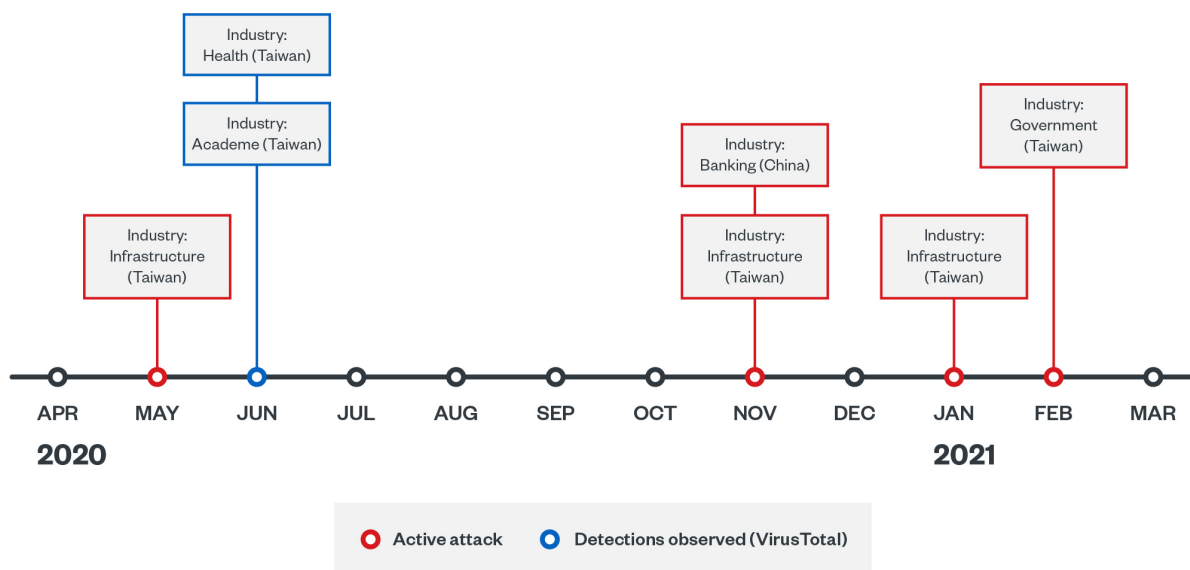 Industry:
Health (Taiwan)
Industry:
Academe (Taiwan)
Industry:
Infrastructure
(Taiwan)
Industry:
Banking (China)
Industry:
Infrastructure
(Taiwan)
Industry:
Infrastructure
(Taiwan)
Industry:
Government
(Taiwan)
APR MAY JUN JUL AUG SEP OCT NOV DEC JAN FEB MAR
2020 2021
Active attack Detections observed (VirusTotal)